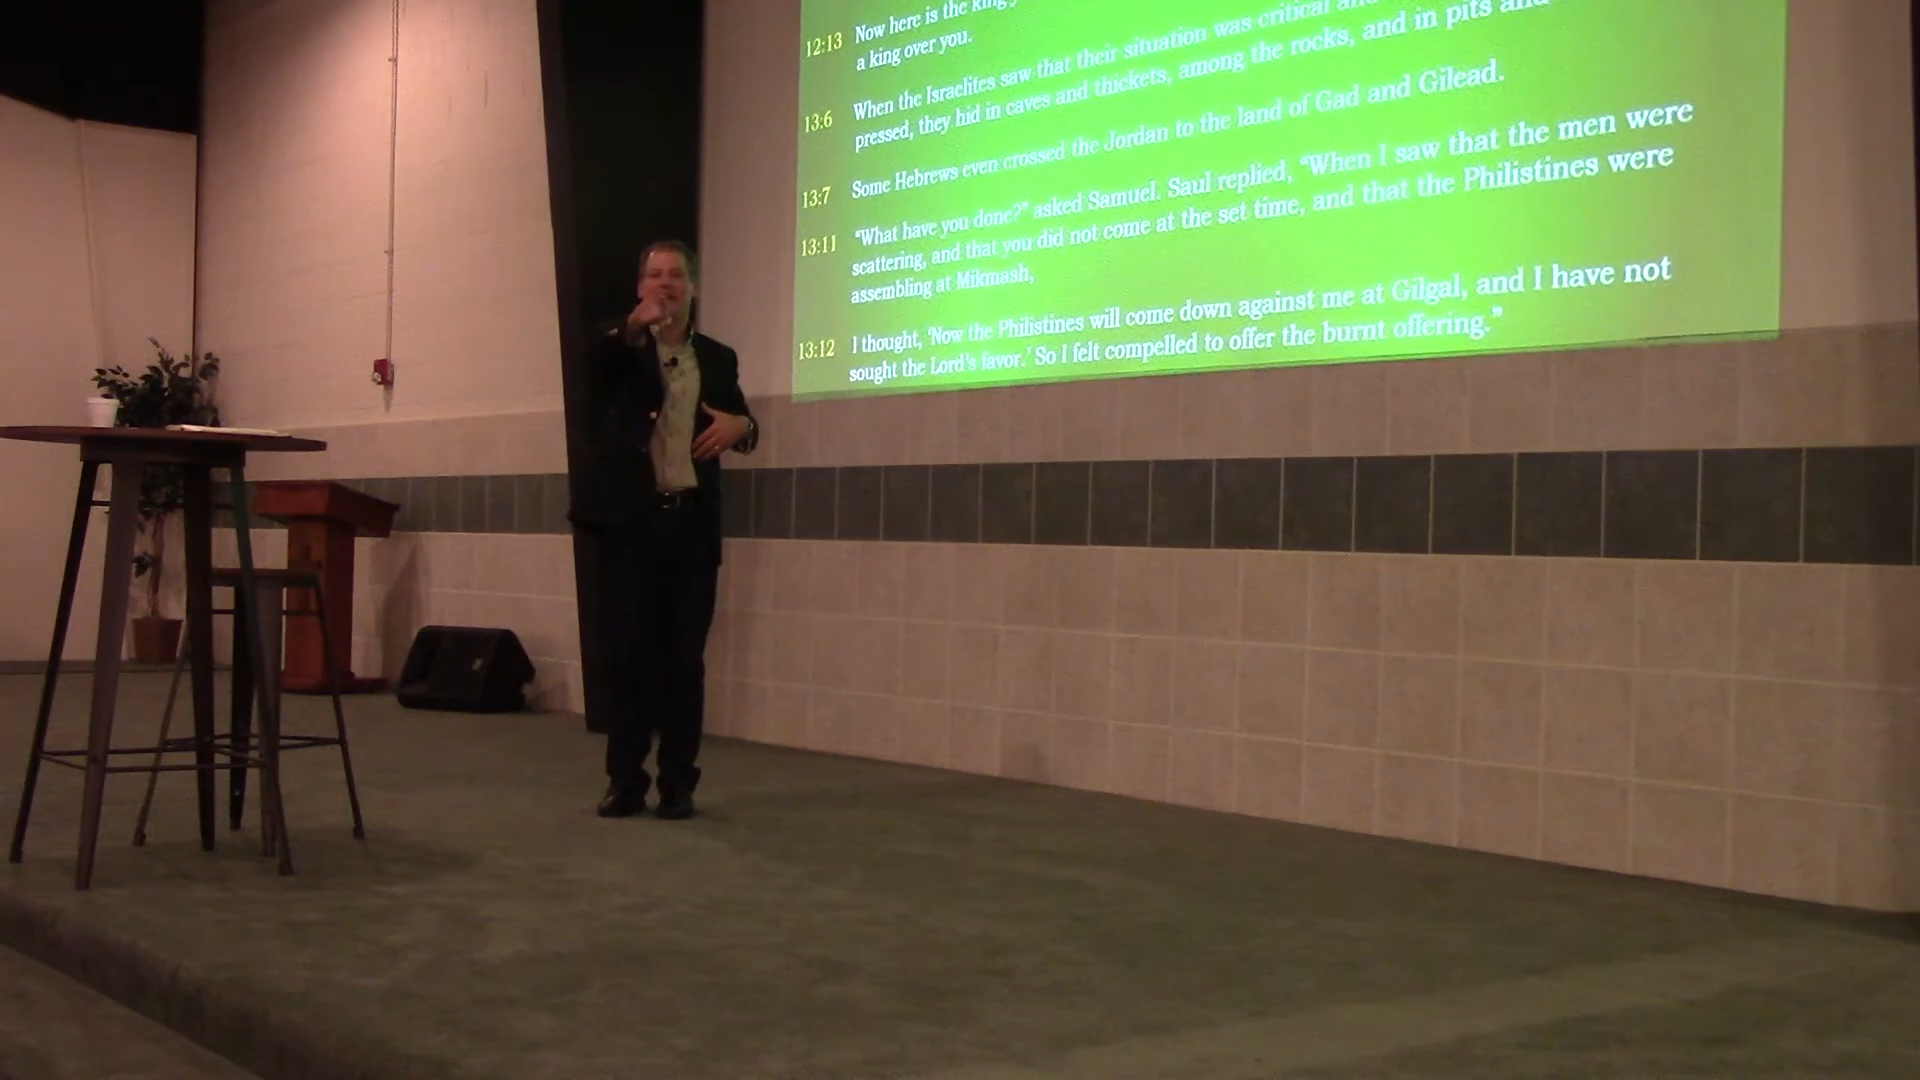 12:13 Now here is the king
a king over you.
13:6 When the Israelites saw that their situation was critical
pressed, they hid in caves and thickets, among the rocks, and in pits and
13:7 Some Hebrews even crossed the Jordan to the land of Gad and Gilead.
13:11 “What have you done?” asked Samuel. Saul replied, “When I saw that the men were
scattering, and that you did not come at the set time, and that the Philistines were
assembling at Mikmash,
13:12 I thought, ‘Now the Philistines will come down against me at Gilgal, and I have not
sought the Lord’s favor.’ So I felt compelled to offer the burnt offering.”